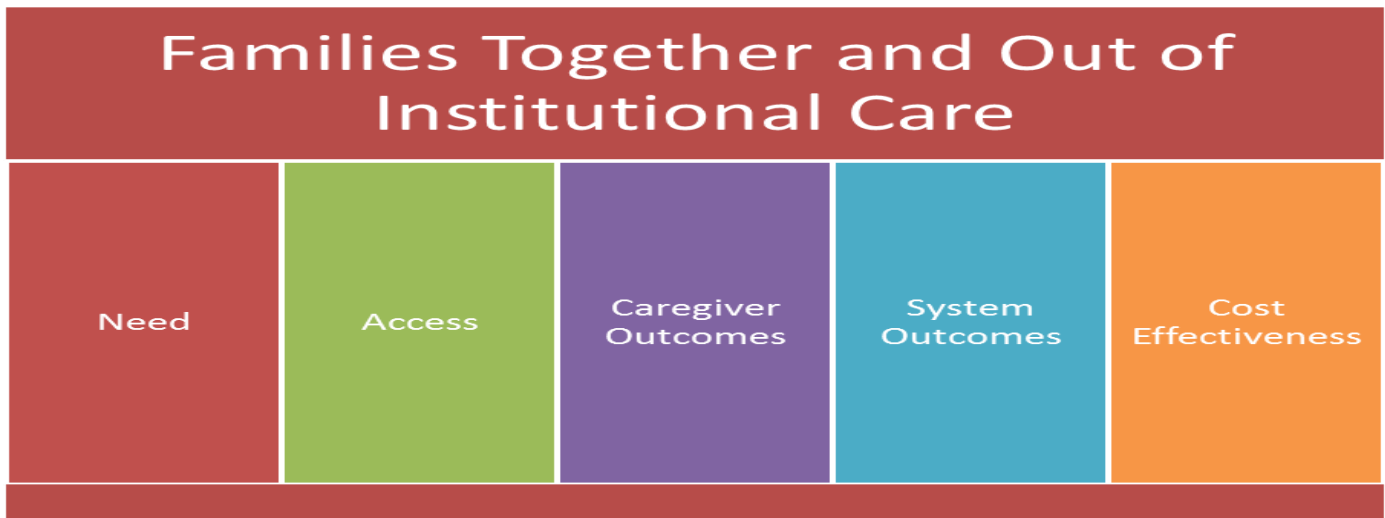 Families Together and Out of
Institutional Care
Need
Access
Caregiver
Outcomes
System
Outcomes
Cost
Effectiveness